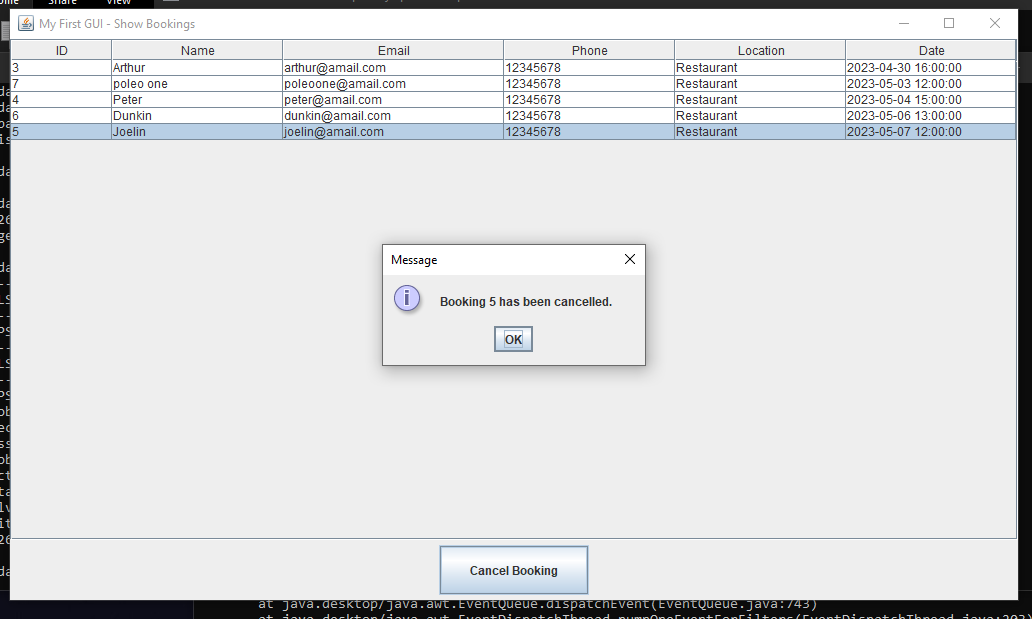 Share View
My First GUI - Show Bookings
ID Name Email Phone Location Date
3 Arthur arthur@amail.com 12345678 Restaurant 2023-04-30 16:00:00
7 poleo one poleoone@amail.com 12345678 Restaurant 2023-05-03 12:00:00
4 Peter peter@amail.com 12345678 Restaurant 2023-05-04 15:00:00
6 Dunkin dunkin@amail.com 12345678 Restaurant 2023-05-06 13:00:00
5 Joelin joelin@amail.com 12345678 Restaurant 2023-05-07 12:00:00
Message
Booking 5 has been cancelled.
OK
Cancel Booking
at java.desktop/java.awt.EventQueue.dispatchEvent(EventQueue.java:743)
at java.desktop/java.awt.EventDispatchThread.pumpOneEventForFilters(EventDispatchThread.java:203)